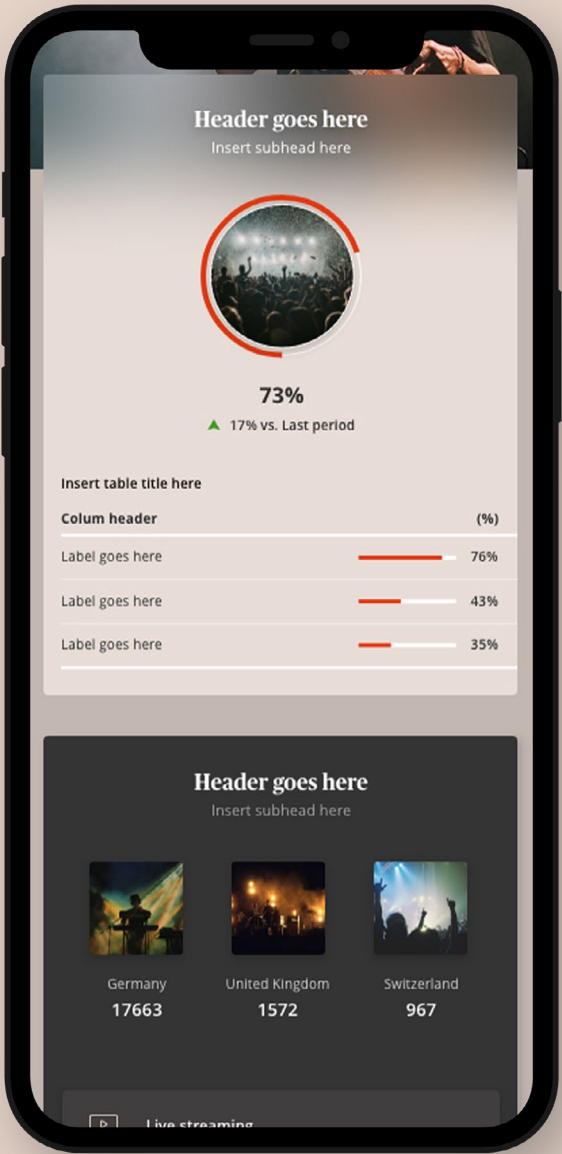 Header goes here
Insert subhead here
73%
17% vs. Last period
Insert table title here
Colum header (%)
Label goes here 76%
Label goes here 43%
Label goes here 35%
Header goes here
Insert subhead here
Germany United Kingdom Switzerland
17663 1572 967
Live streaming